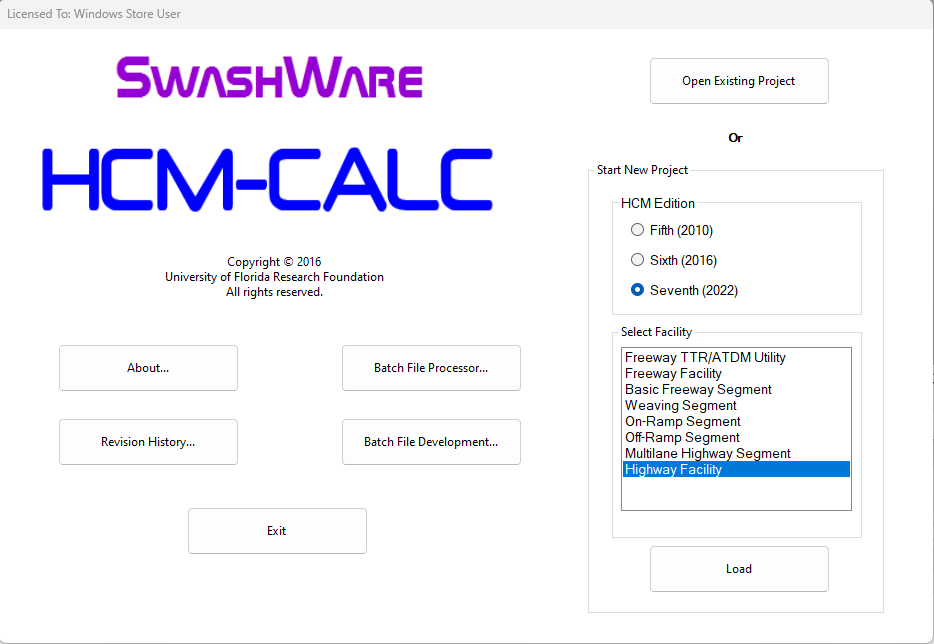 Licensed To: Windows Store User
SWASHWARE
HCM-CALC
Copyright © 2016
University of Florida Research Foundation
All rights reserved.
About...
Batch File Processor...
Revision History...
Batch File Development...
Exit
Open Existing Project
Or
Start New Project
HCM Edition
Fifth (2010)
Sixth (2016)
Seventh (2022)
Select Facility
Freeway TTR/ATDM Utility
Freeway Facility
Basic Freeway Segment
Weaving Segment
On-Ramp Segment
Off-Ramp Segment
Multilane Highway Segment
Highway Facility
Load